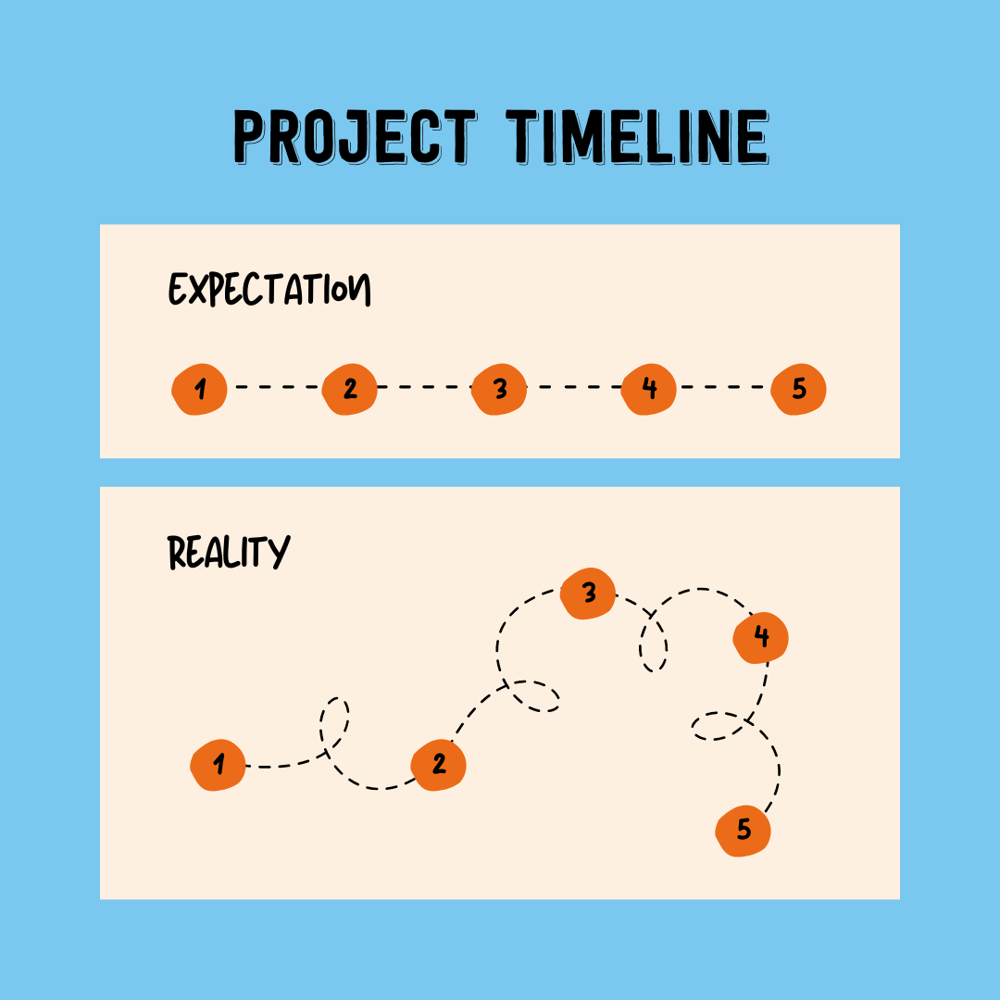 PROJECT TIMELINE
EXPECTATION
1 2 3 4 5
REALITY
3
4
1 2
5